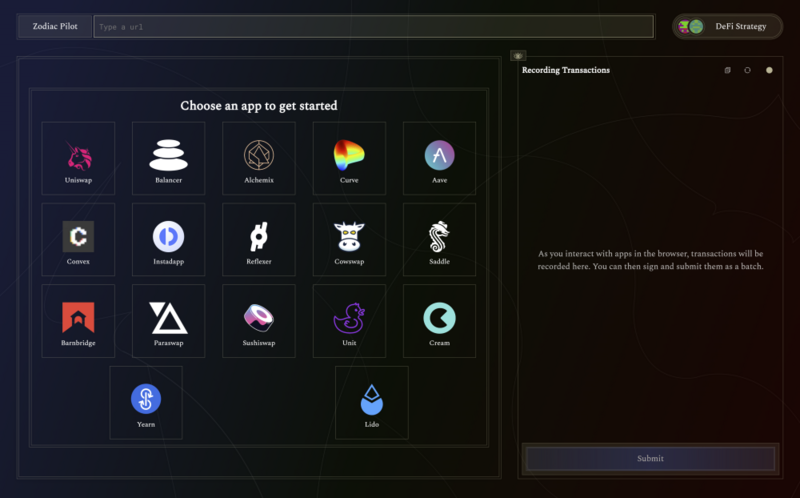 Zodiac Pilot
Type a url
DeFi Strategy
Choose an app to get started
Uniswap
Balancer
Alchemix
Curve
Aave
Convex
Instadapp
Reflexer
Cowswap
Saddle
Barnbridge
Paraswap
Sushiswap
Unit
Cream
Yearn
Lido
Recording Transactions
As you interact with apps in the browser, transactions will be
recorded here. You can then sign and submit them as a batch.
Submit